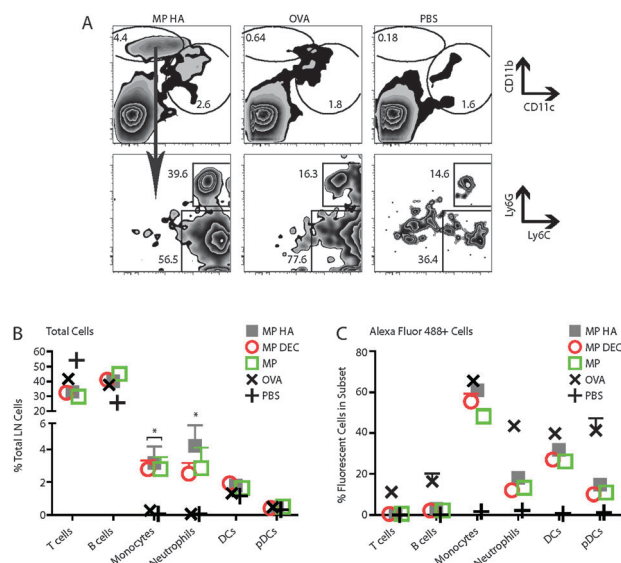 A
MP HA
OVA
PBS
4.4
2.6
0.64
1.8
0.18
1.6
CD11b
CD11c
39.6
56.5
16.3
77.6
14.6
36.4
Ly6G
Ly6C
B
Total Cells
% Total LN Cells
60
50
40
30
20
6
4
2
0
*
*
T cells
B cells
Monocytes
Neutrophils
DCs
pDCs
MP HA
MP DEC
MP
OVA
PBS
C
Alexa Fluor 488+ Cells
% Fluorescent Cells in Subset
80
60
40
20
0
T cells
B cells
Monocytes
Neutrophils
DCs
pDCs
MP HA
MP DEC
MP
OVA
PBS